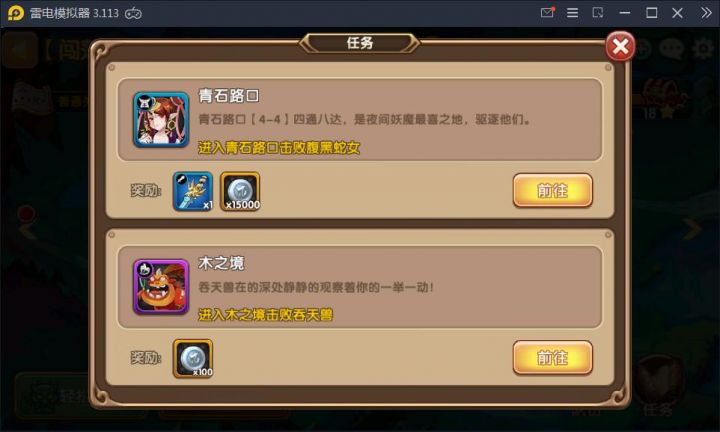 雷电模拟器 3.113
任务
青石路口
青石路口【4-4】四通八达，是夜间妖魔最喜之地，驱逐他们。
进入青石路口击败腹黑蛇女
奖励:
x1
x15000
前往
木之境
吞天兽在的深处静静的观察着你的一举一动！
进入木之境击败吞天兽
奖励:
x100
前往
18
任务